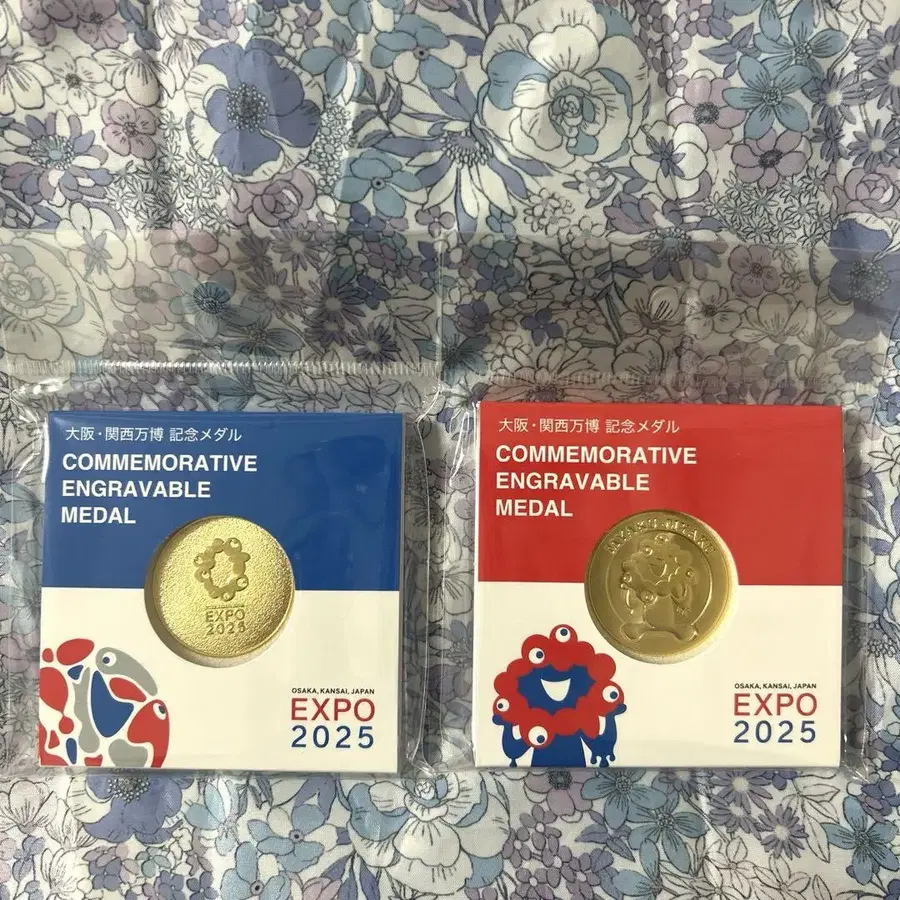 大阪・関西万博 記念メダル
COMMEMORATIVE
ENGRAVABLE
MEDAL
EXPO
2025
OSAKA, KANSAI, JAPAN
EXPO
2025
大阪・関西万博 記念メダル
COMMEMORATIVE
ENGRAVABLE
MEDAL
MYAKU-MYAKU
OSAKA, KANSAI, JAPAN
EXPO
2025